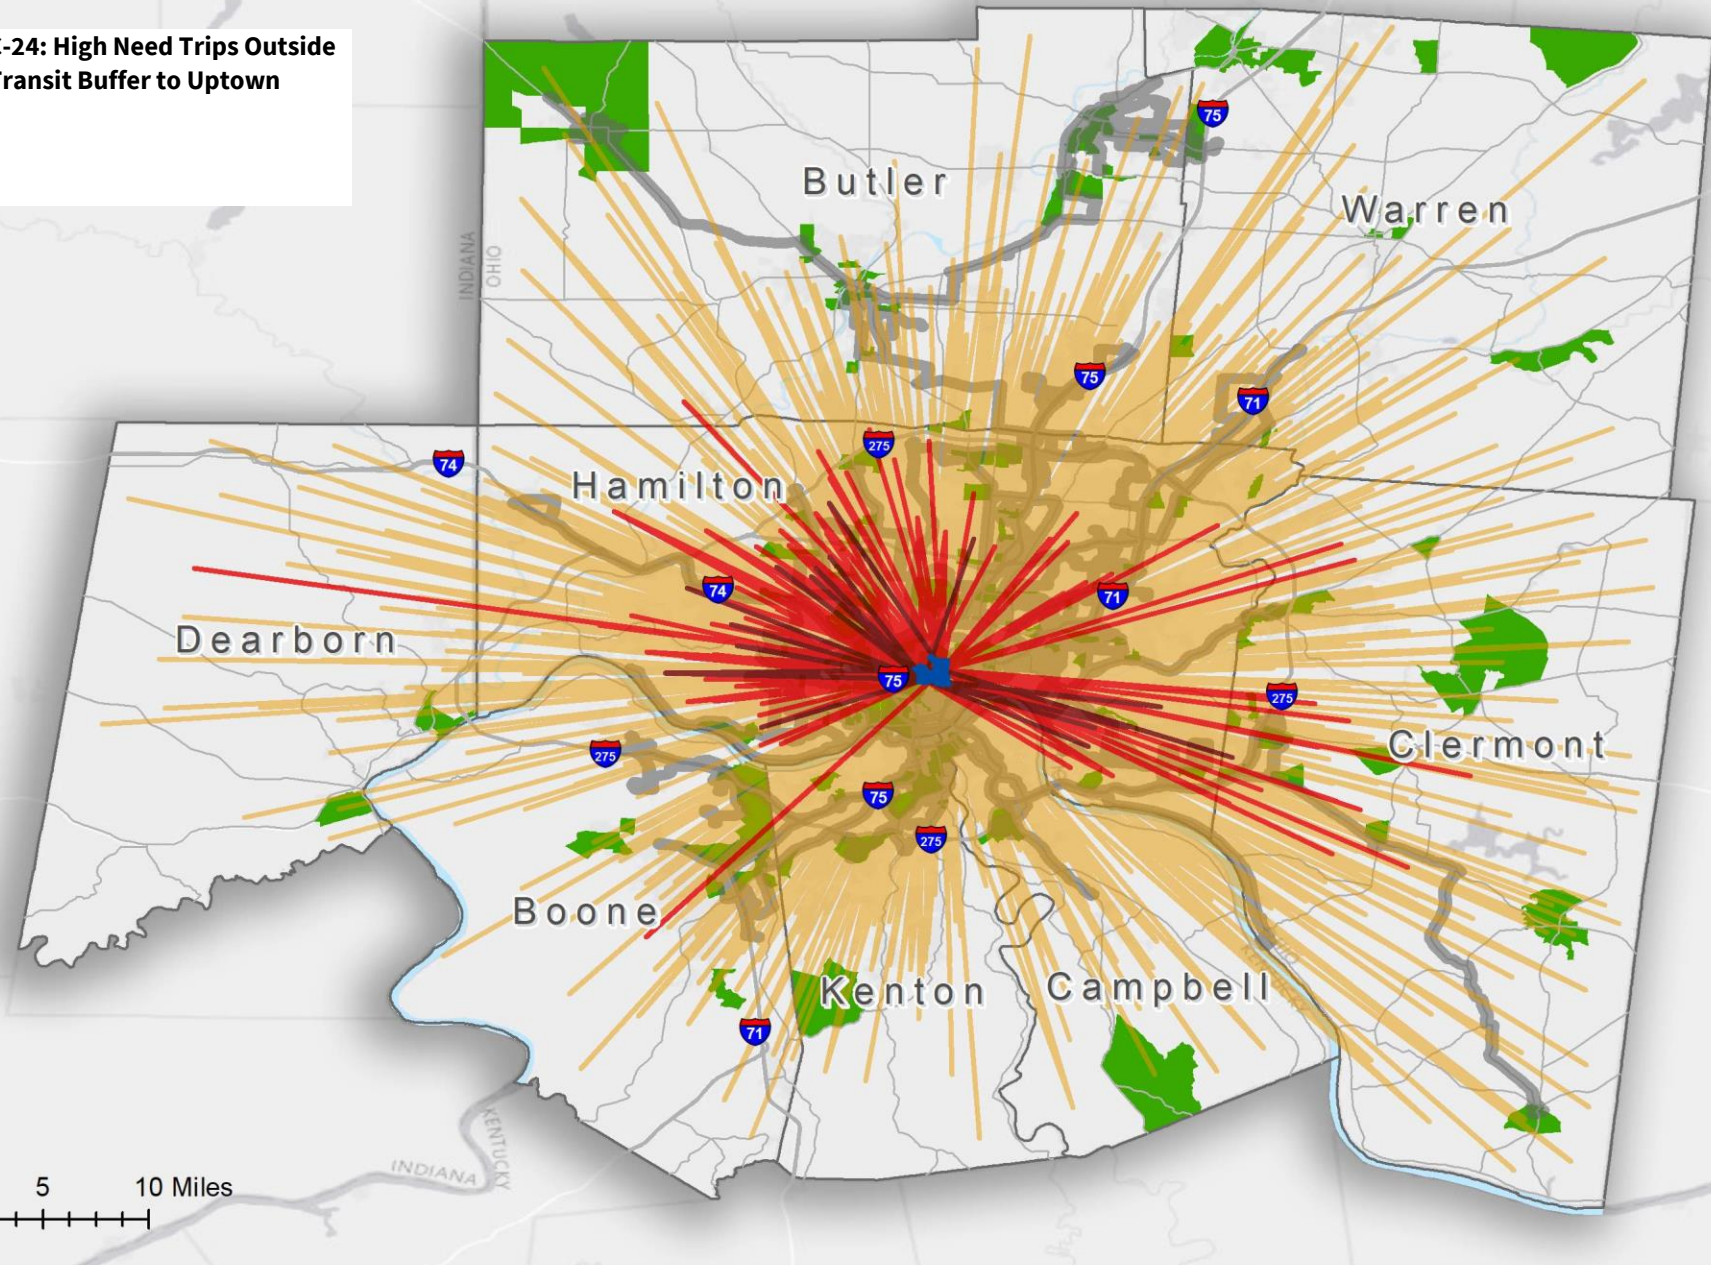 -24: High Need Trips Outside
ransit Buffer to Uptown
75
Butler
Warren
INDIANA
OHIO
75
71
275
74
Hamilton
74
71
Dearborn
75
275
275
Clermont
75
275
Boone
Kenton
Campbell
71
KENTUCKY
INDIANA
5
10 Miles